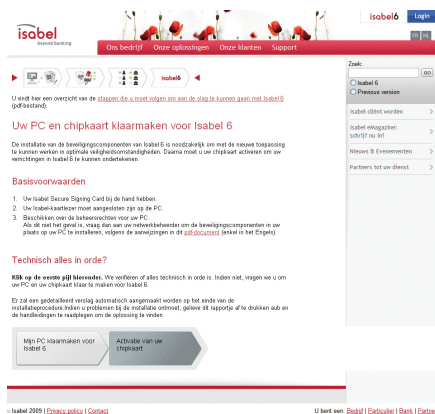 isabel6 Login
isabel
beyond banking
FR NL
Ons bedrijf Onze oplossingen Onze klanten Support
Zoek:
GO
Isabel 6
Previous version
isabel6
U vindt hier een overzicht van de stappen die u moet volgen om aan de slag te kunnen gaan met Isabel 6
(pdf-bestand).
Isabel-cliënt worden
Isabel eMagazine:
schrijf nu in!
Nieuws & Evenementen
Partners tot uw dienst
Uw PC en chipkaart klaarmaken voor Isabel 6
De installatie van de beveiligingscomponenten van Isabel 6 is noodzakelijk om met de nieuwe toepassing
te kunnen werken in optimale veiligheidsomstandigheden. Daarna moet u uw chipkaart activeren om uw
verrichtingen in Isabel 6 te kunnen ondertekenen.
Basisvoorwaarden
1. Uw Isabel Secure Signing Card bij de hand hebben.
2. Uw Isabel-kaartlezer moet aangesloten zijn op de PC.
3. Beschikken over de beheersrechten voor uw PC.
Als dit niet het geval is, vraag dan aan uw netwerkbeheerder om de beveiligingscomponenten in uw
plaats op uw PC te installeren, volgens de aanwijzingen in dit pdf-document (enkel in het Engels).
Technisch alles in orde?
Klik op de eerste pijl hieronder. We verifiëren of alles technisch in orde is. Indien niet, vragen we u om
uw PC en uw chipkaart klaar te maken voor Isabel 6.
Er zal een gedetailleerd verslag automatisch aangemaakt worden op het einde van de
installatieprocedure.Indien u problemen bij de installatie ontmoet, gelieve dit rapportje af te drukken aub en
de handleidingen te raadplegen om de oplossing te vinden.
Mijn PC klaarmaken voor
Isabel 6
Activatie van uw
chipkaart
Isabel 2009 | Privacy policy | Contact
U bent een: Bedrijf | Particulier | Bank | Partne